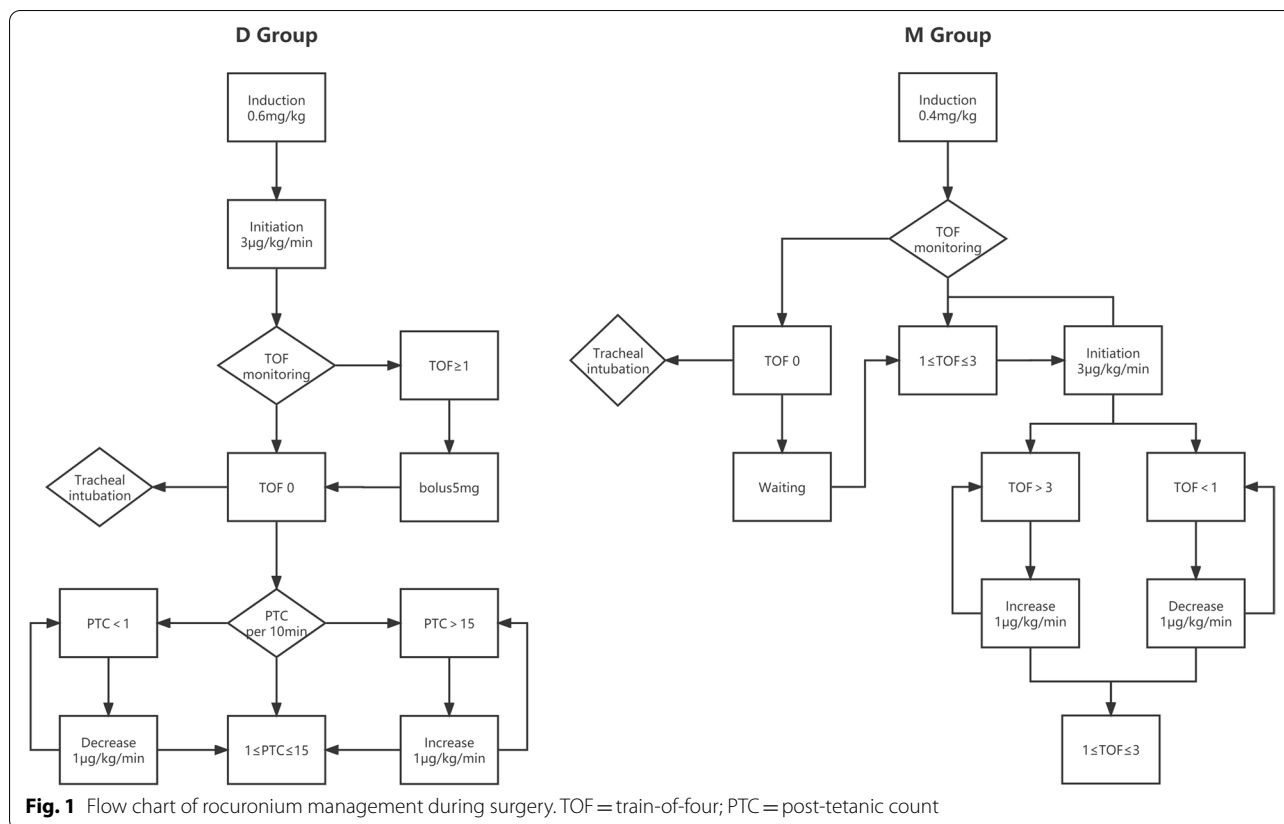 D Group
Induction
0.6mg/kg
Initiation
3μg/kg/min
TOF
monitoring
TOF≥1
Tracheal
intubation
TOF 0
bolus5mg
PTC
per 10min
PTC < 1
PTC > 15
Decrease
1μg/kg/min
1≤PTC≤15
Increase
1μg/kg/min
M Group
Induction
0.4mg/kg
TOF
monitoring
Tracheal
intubation
TOF 0
1≤TOF≤3
Initiation
3μg/kg/min
Waiting
TOF > 3
TOF < 1
Increase
1μg/kg/min
Decrease
1μg/kg/min
1≤TOF≤3
Fig. 1 Flow chart of rocuronium management during surgery. TOF = train-of-four; PTC = post-tetanic count